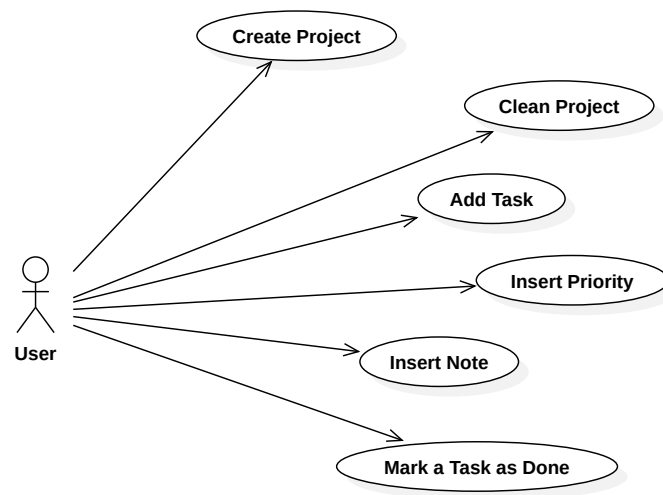 Create Project
Clean Project
Add Task
Insert Priority
User
Insert Note
Mark a Task as Done